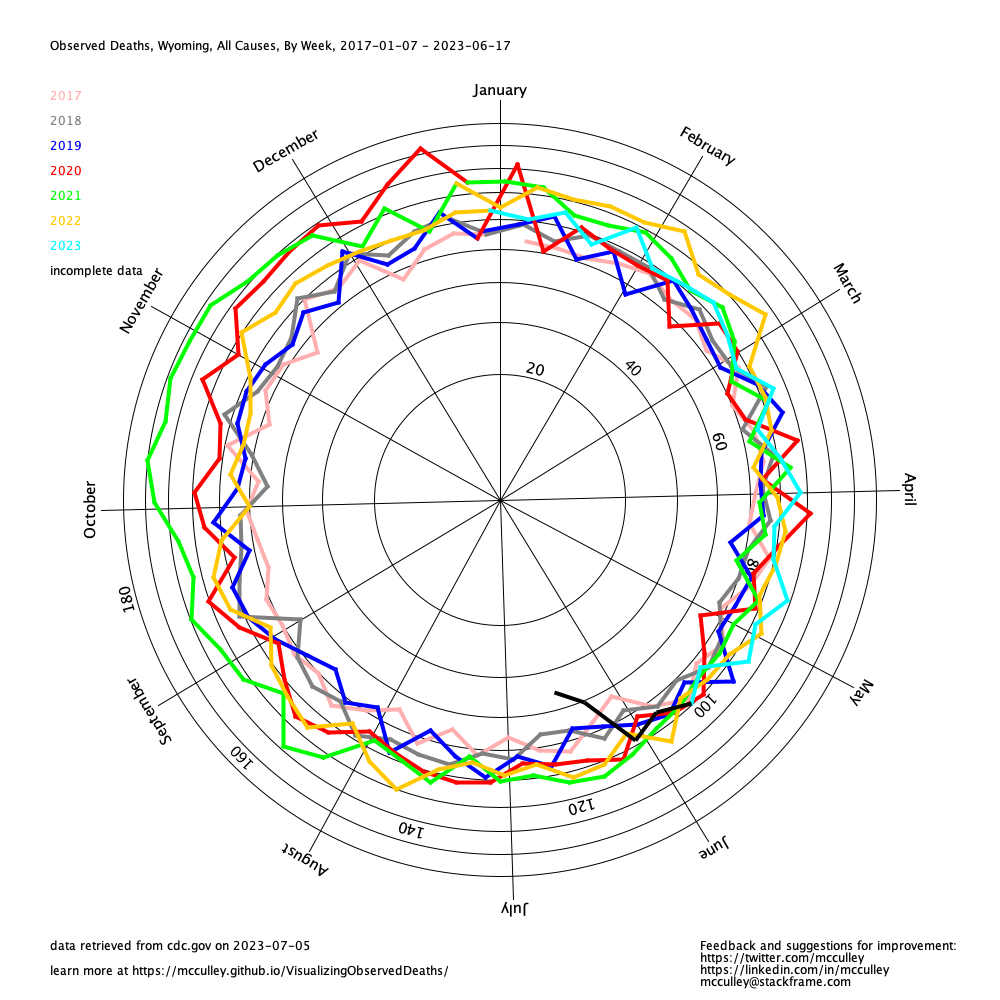 Observed Deaths, Wyoming, All Causes, By Week, 2017-01-07 - 2023-06-17
2017
2018
2019
2020
2021
2022
2023
incomplete data
January
February
March
April
May
June
July
August
September
October
November
December
20
40
60
80
100
120
140
160
180
data retrieved from cdc.gov on 2023-07-05
learn more at https://mcculley.github.io/VisualizingObservedDeaths/
Feedback and suggestions for improvement:
https://twitter.com/mcculley
https://linkedin.com/in/mcculley
mcculley@stackframe.com